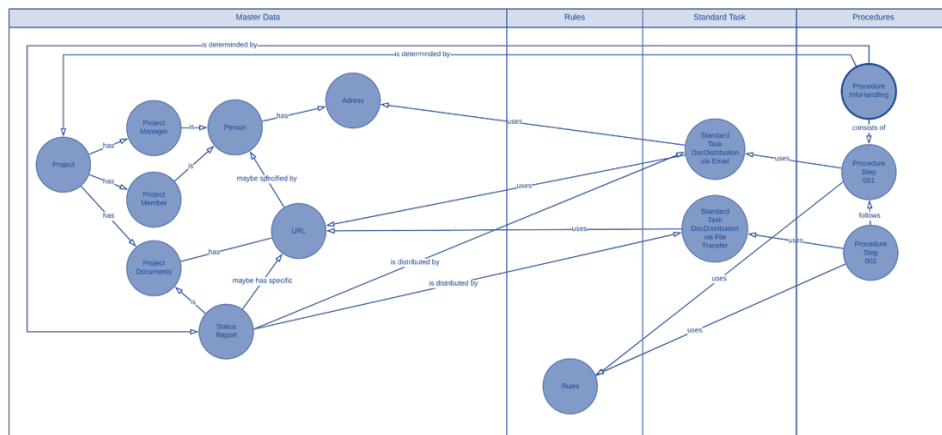 Master Data
Rules
Standard Task
Procedures
is determinded by
is determinded by
Procedure
InfoHandling
Adress
has
Project
Manager
is
Person
uses
consists of
Standard
Task
DocDistribution
via Email
has
Project
is
uses
Procedure
Step
001
has
Project
Member
maybe specified by
uses
has
URL
Standard
Task
DocDistribution
via File
Transfer
follows
uses
uses
Procedure
Step
002
has
Project
Documents
is distributed by
maybe has specific
is distributed by
uses
is
Status
Report
uses
Rules